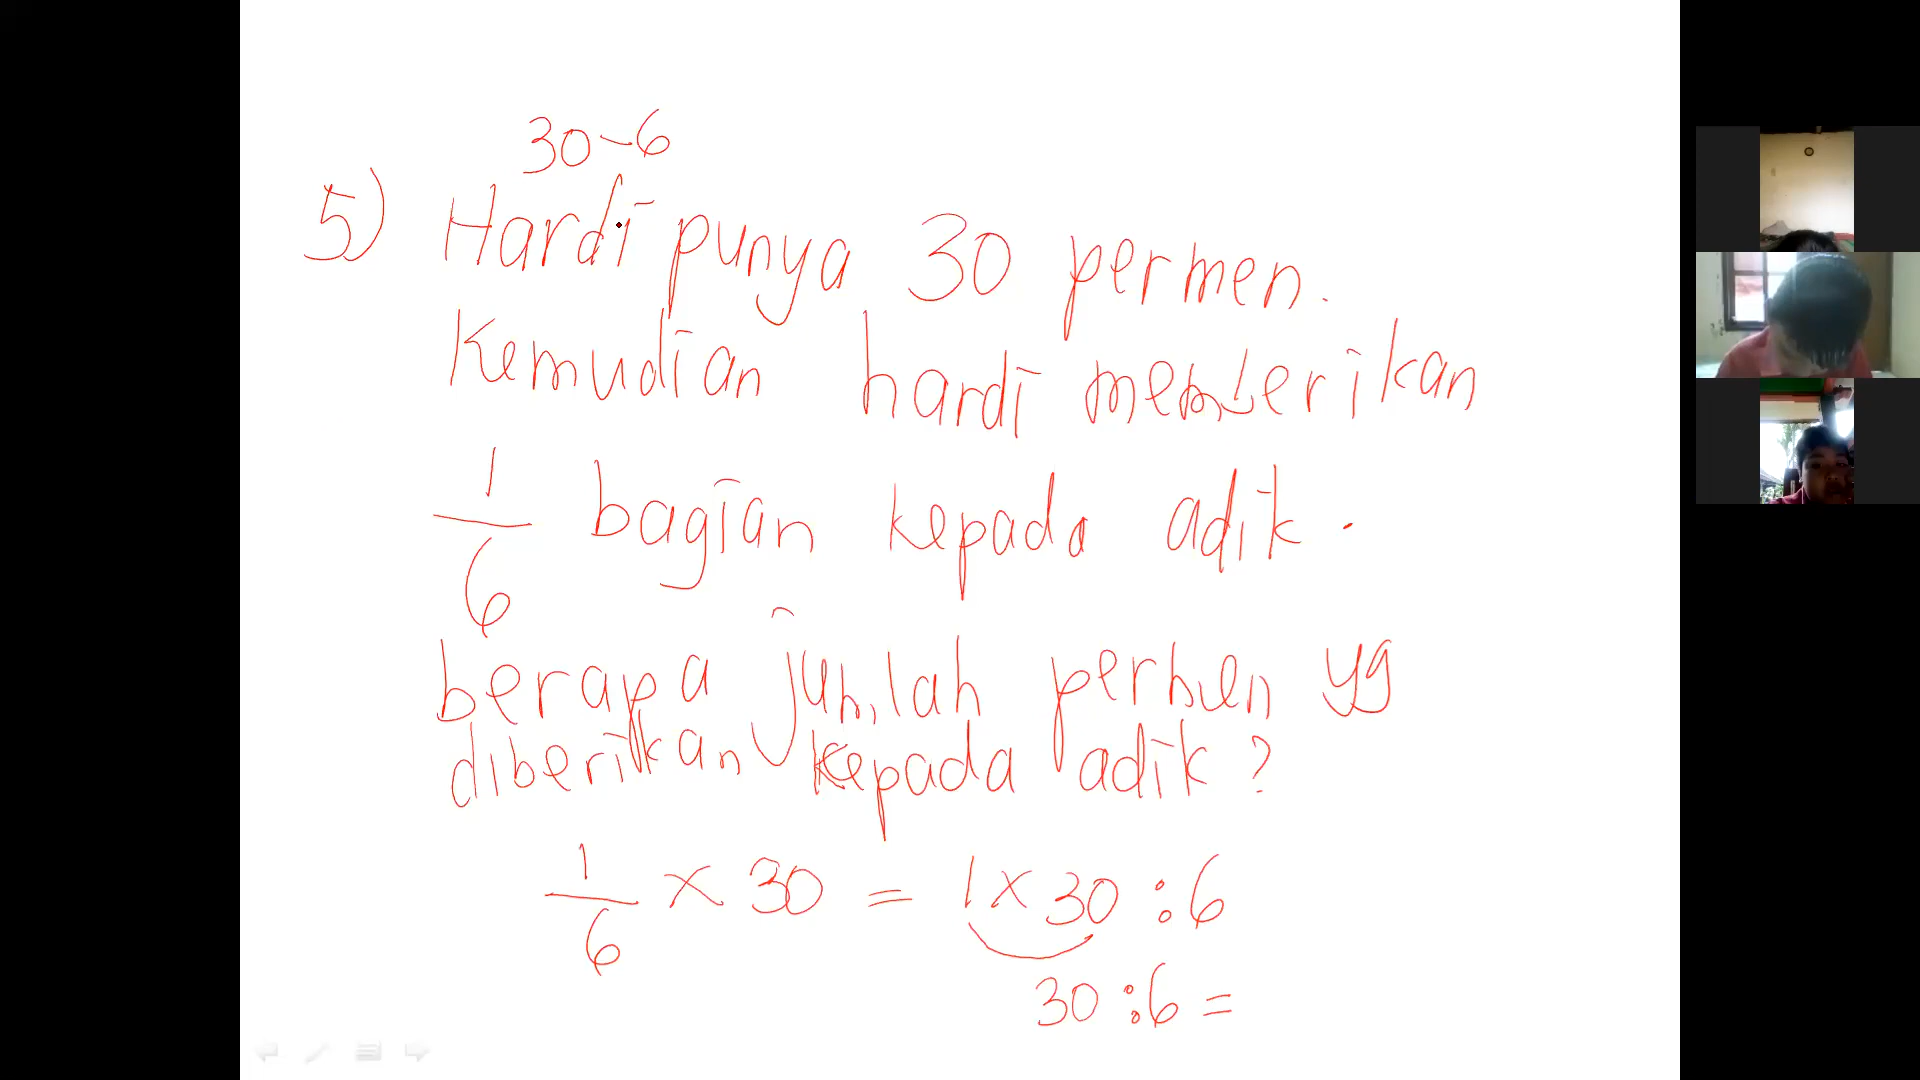 30-6
5) Hardi punya 30 permen.
Kemudian hardi memberikan
1/6 bagian kepada adik.
berapa jumlah permen yg
diberikan kepada adik?
1/6 × 30 = 1 × 30 : 6
30 : 6 =